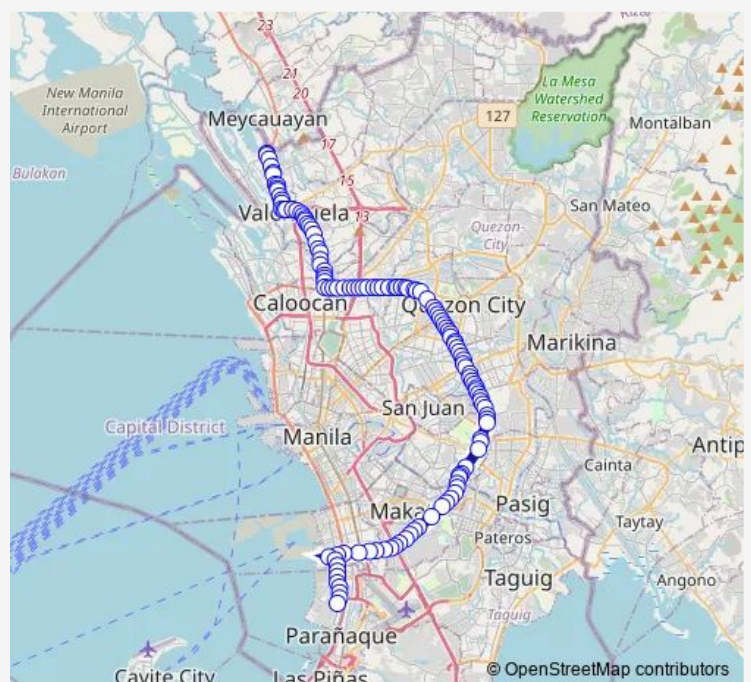 23
21
20
New Manila
International
Airport
Meycauayan
La Mesa
Watershed
Reservation
127
Montalban
17
Bulakan
15
San Mateo
13
Quezon
City
Caloocan
Quezon City
Marikina
San Juan
Capital District
Manila
Antip
Cainta
Pasig
Maka
Taytay
Pateros
Taguig
Angono
Taguig
Parañaque
Cavite City
Las Piñas
© OpenStreetMap contributors